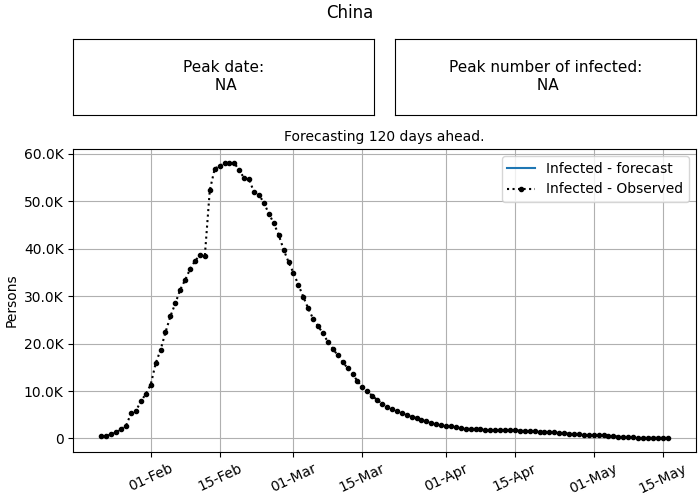 China
Peak date:
NA
Peak number of infected:
NA
Forecasting 120 days ahead.
Infected - forecast
Infected - Observed
Persons
60.0K
50.0K
40.0K
30.0K
20.0K
10.0K
0
01-Feb
15-Feb
01-Mar
15-Mar
01-Apr
15-Apr
01-May
15-May